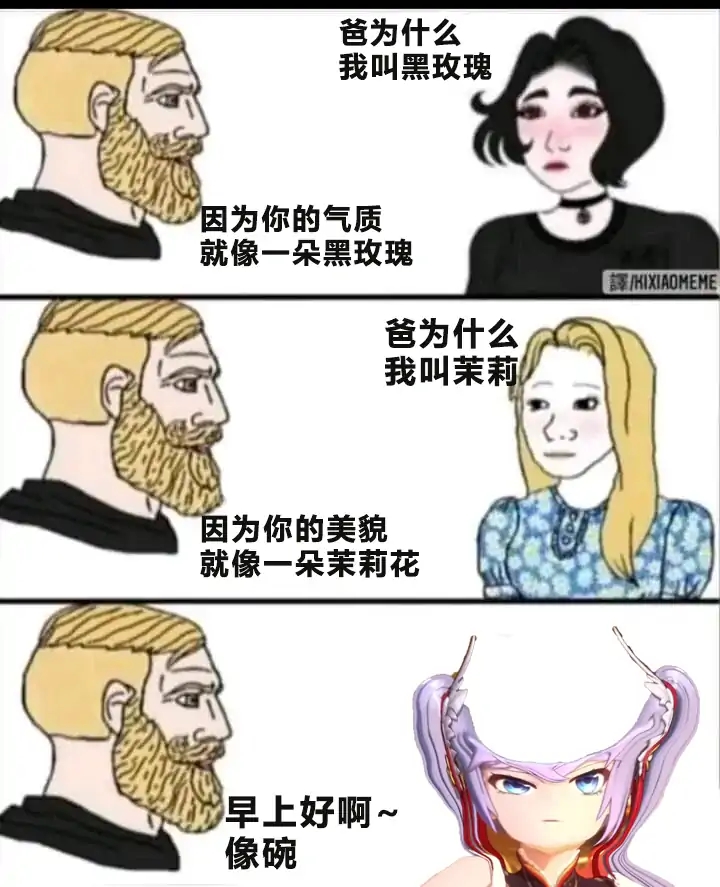 爸为什么
我叫黑玫瑰
因为你的气质
就像一朵黑玫瑰
譯/HIXIAOMEME
爸为什么
我叫茉莉
因为你的美貌
就像一朵茉莉花
早上好啊~
像碗